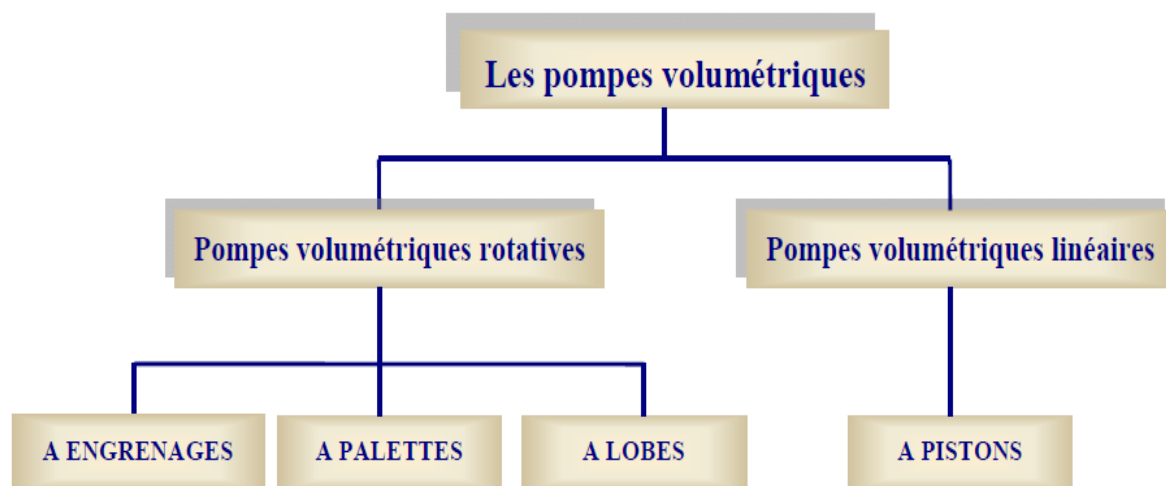 Les pompes volumétriques
Pompes volumétriques rotatives
Pompes volumétriques linéaires
A ENGRENAGES
A PALETTES
A LOBES
A PISTONS